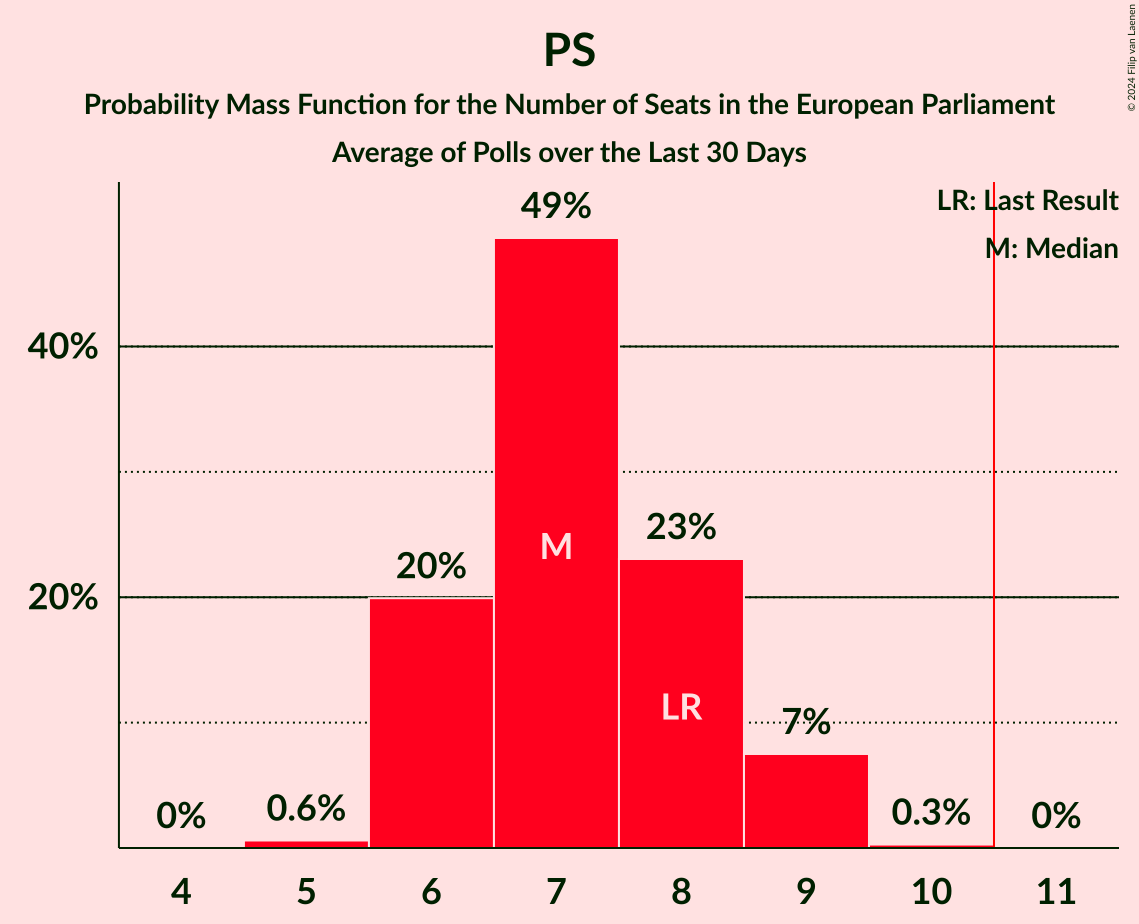 PS
Probability Mass Function for the Number of Seats in the European Parliament
Average of Polls over the Last 30 Days
© 2024 Filip van Laenen
LR: Last Result
M: Median
49%
40%
23%
M
20%
20%
LR
7%
0%
0.6%
0.3%
0%
4 5 6 7 8 9 10 11